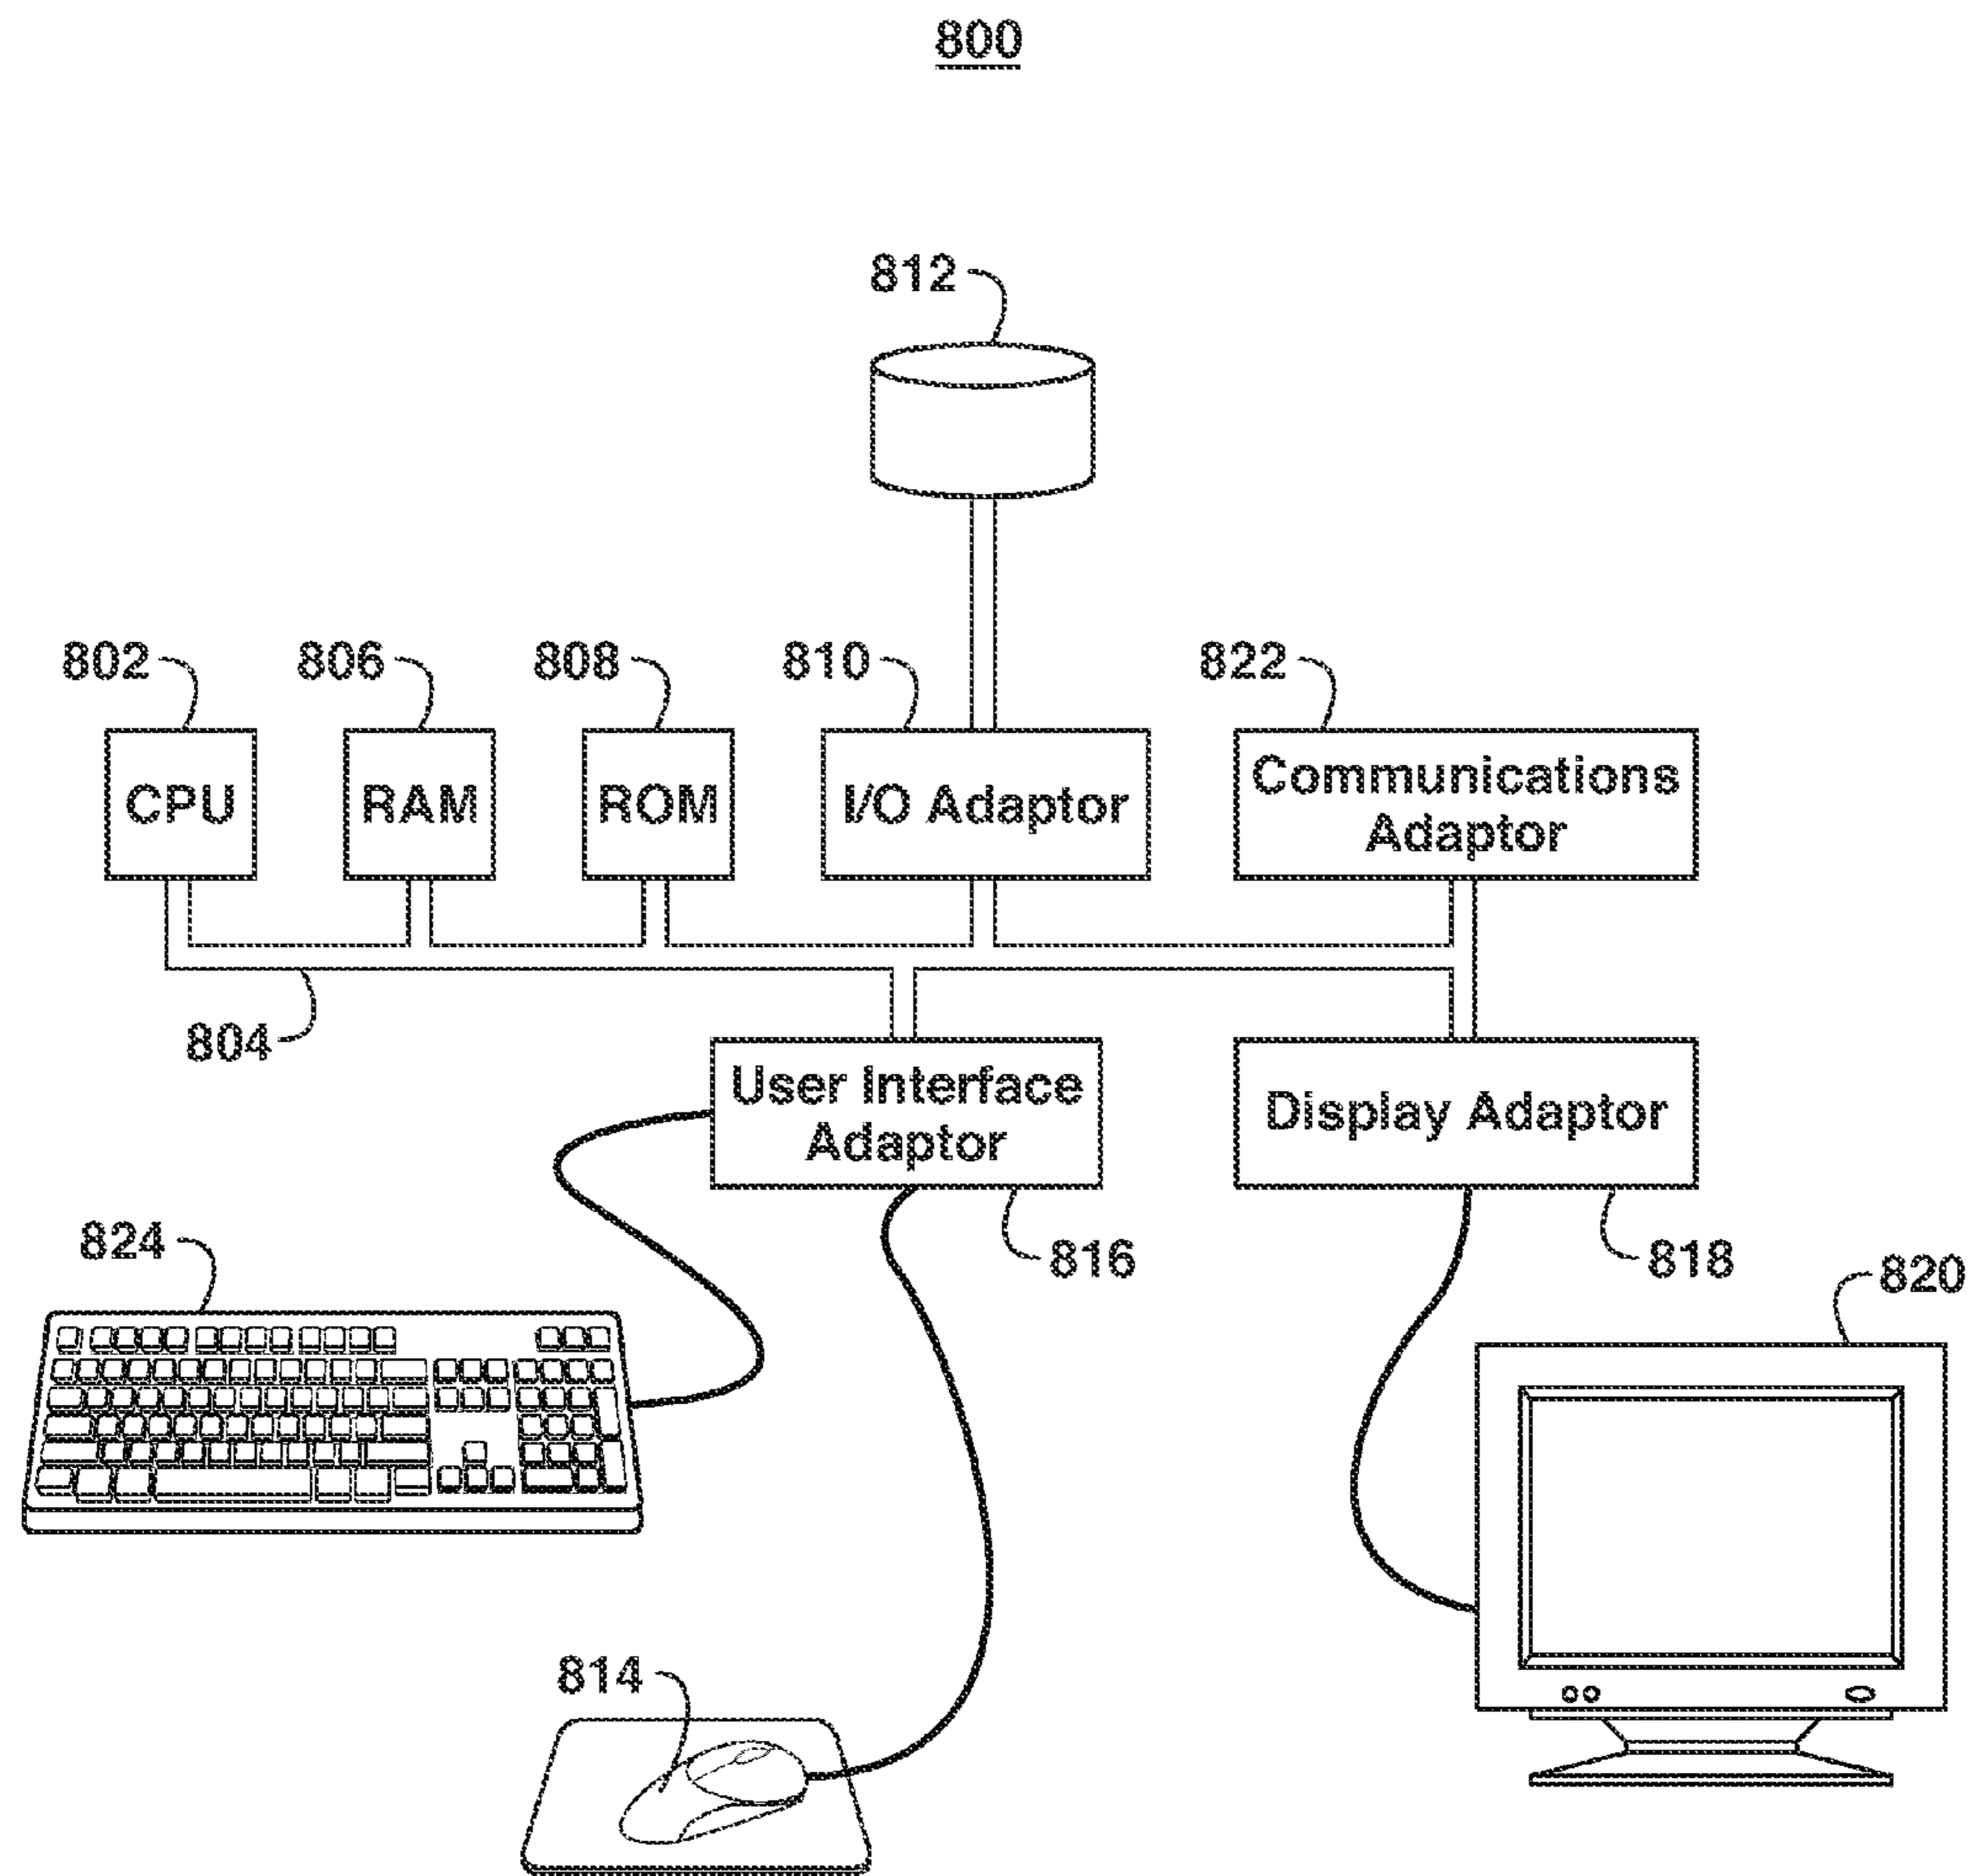 800
812
802
806
808
810
822
CPU
RAM
ROM
I/O Adaptor
Communications
Adaptor
804
User Interface
Adaptor
Display Adaptor
824
816
818
820
814